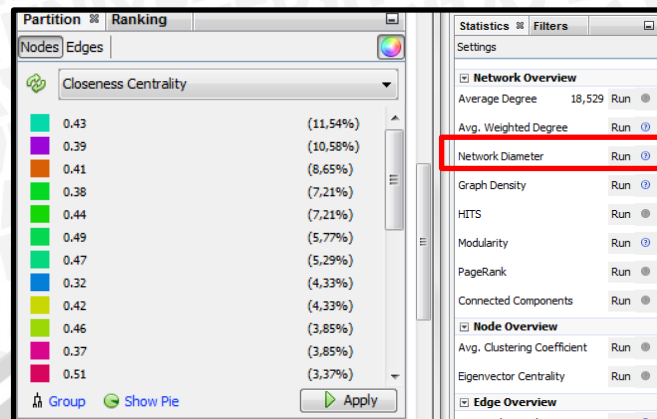 Partition Ranking
Nodes Edges
Closeness Centrality
0.43 (11,54%)
0.39 (10,58%)
0.41 (8,65%)
0.38 (7,21%)
0.44 (7,21%)
0.49 (5,77%)
0.47 (5,29%)
0.32 (4,33%)
0.42 (4,33%)
0.46 (3,85%)
0.37 (3,85%)
0.51 (3,37%)
Group Show Pie Apply
Statistics Filters
Settings
Network Overview
Average Degree 18,529 Run
Avg. Weighted Degree Run
Network Diameter Run
Graph Density Run
HITS Run
Modularity Run
PageRank Run
Connected Components Run
Node Overview
Avg. Clustering Coefficient Run
Eigenvector Centrality Run
Edge Overview